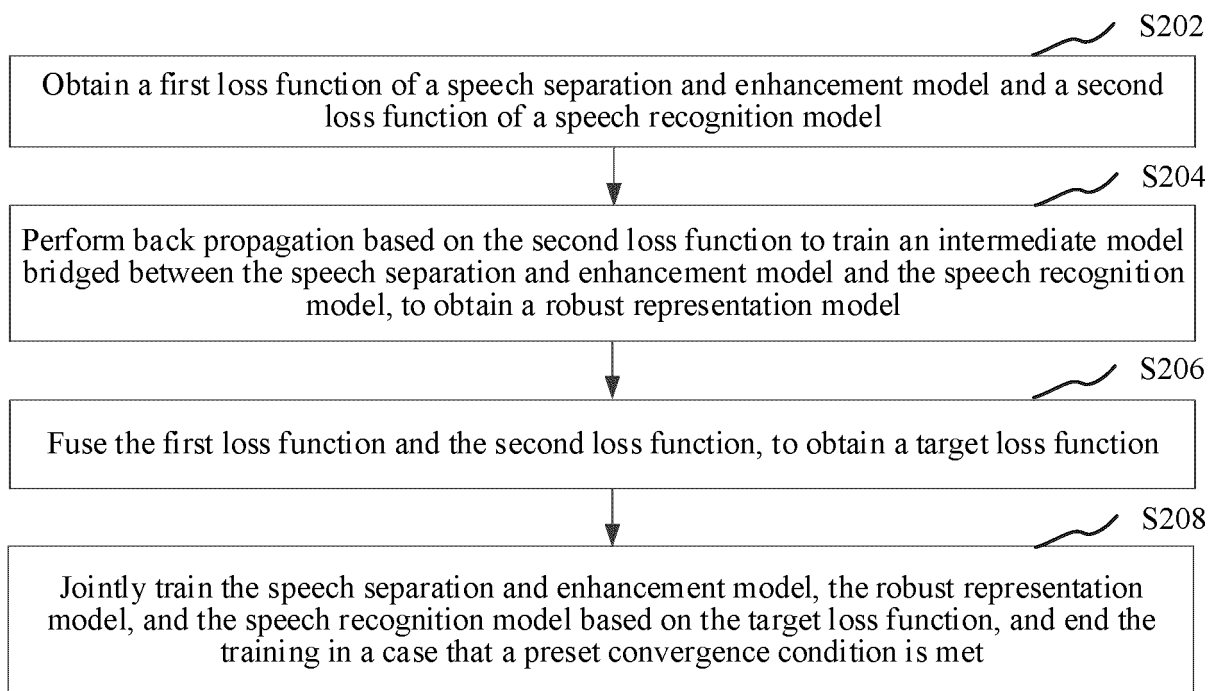 S202
Obtain a first loss function of a speech separation and enhancement model and a second
loss function of a speech recognition model
S204
Perform back propagation based on the second loss function to train an intermediate model
bridged between the speech separation and enhancement model and the speech recognition
model, to obtain a robust representation model
S206
Fuse the first loss function and the second loss function, to obtain a target loss function
S208
Jointly train the speech separation and enhancement model, the robust representation
model, and the speech recognition model based on the target loss function, and end the
training in a case that a preset convergence condition is met